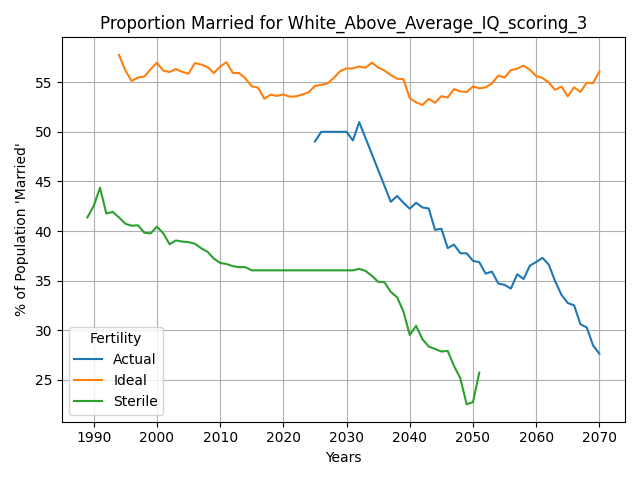 Proportion Married for White_Above_Average_IQ_scoring_3
% of Population 'Married'
55
50
45
40
35
30
25
Fertility
Actual
Ideal
Sterile
1990 2000 2010 2020 2030 2040 2050 2060 2070
Years